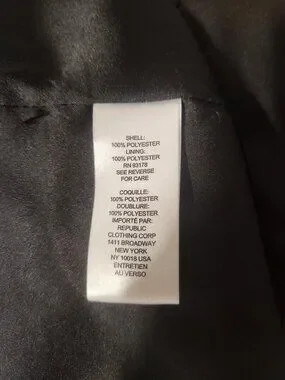 SHELL:
100% POLYESTER
LINING:
100% POLYESTER
RN 93178
SEE REVERSE
FOR CARE
COQUILLE:
100% POLYESTER
DOUBLURE:
100% POLYESTER
IMPORTÉ PAR:
REPUBLIC
CLOTHING CORP
1411 BROADWAY
NEW YORK
NY 10018 USA
ENTRETIEN
AU VERSO